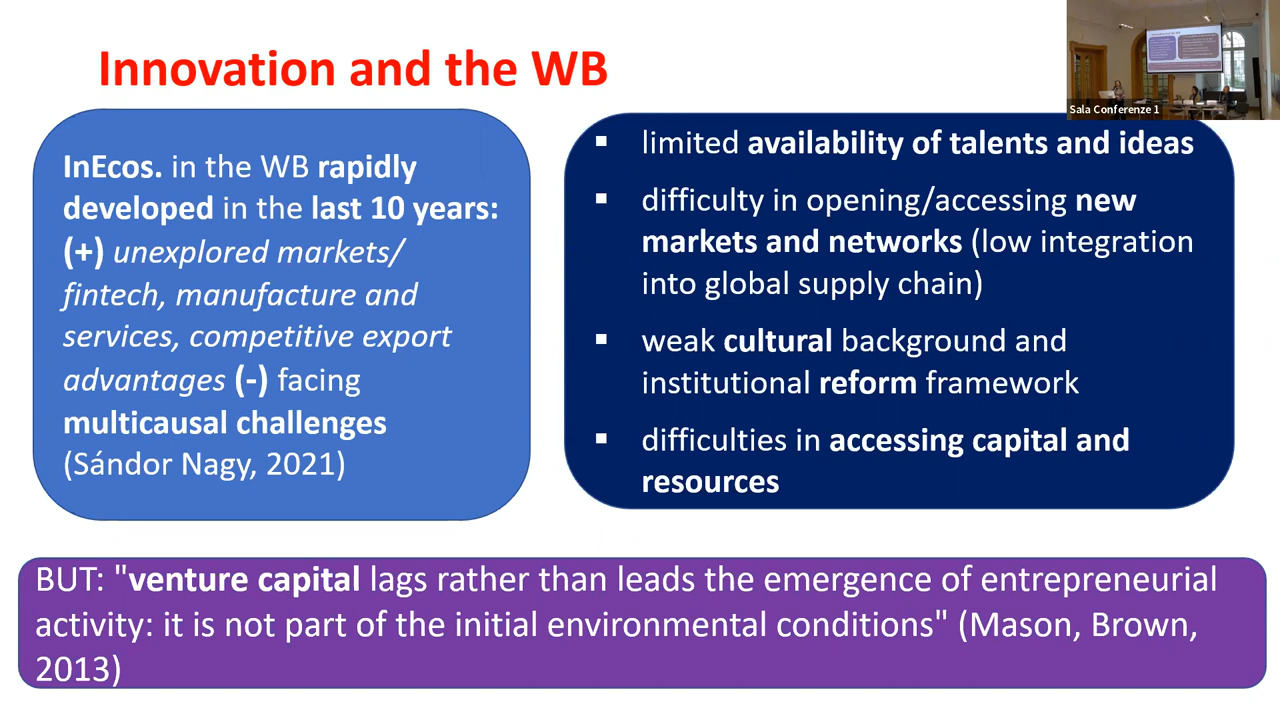 Innovation and the WB
Sala Conferenze 1
InEcos. in the WB rapidly
developed in the last 10 years:
(+) unexplored markets/
fintech, manufacture and
services, competitive export
advantages (-) facing
multicausal challenges
(Sándor Nagy, 2021)
▪ limited availability of talents and ideas
▪ difficulty in opening/accessing new
markets and networks (low integration
into global supply chain)
▪ weak cultural background and
institutional reform framework
▪ difficulties in accessing capital and
resources
BUT: "venture capital lags rather than leads the emergence of entrepreneurial
activity: it is not part of the initial environmental conditions" (Mason, Brown,
2013)